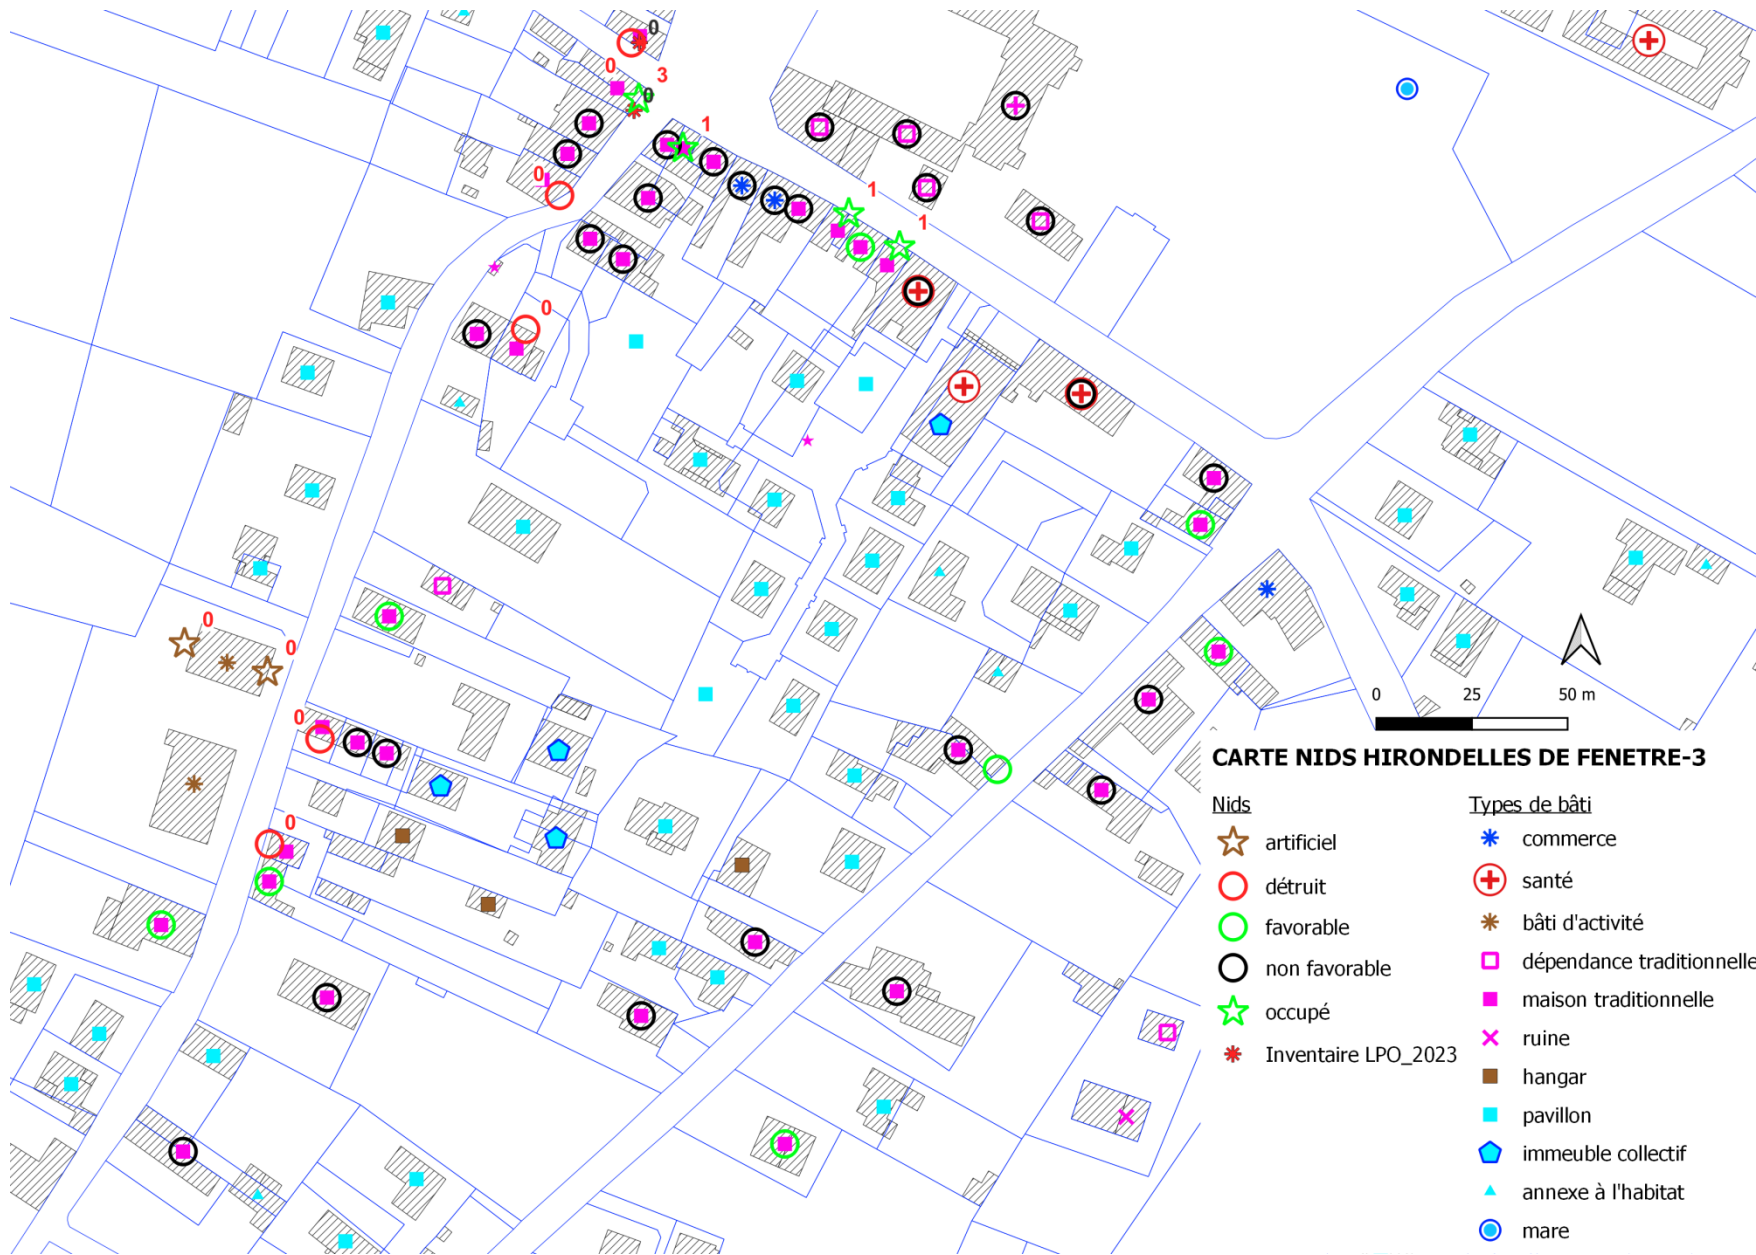 0
0
3
0
1
0
1
1
0
0
0
0
0
0 25 50 m
CARTE NIDS HIRONDELLES DE FENETRE-3
Nids
artificiel
détruit
favorable
non favorable
occupé
Inventaire LPO_2023
Types de bâti
commerce
santé
bâti d'activité
dépendance traditionnelle
maison traditionnelle
ruine
hangar
pavillon
immeuble collectif
annexe à l'habitat
mare